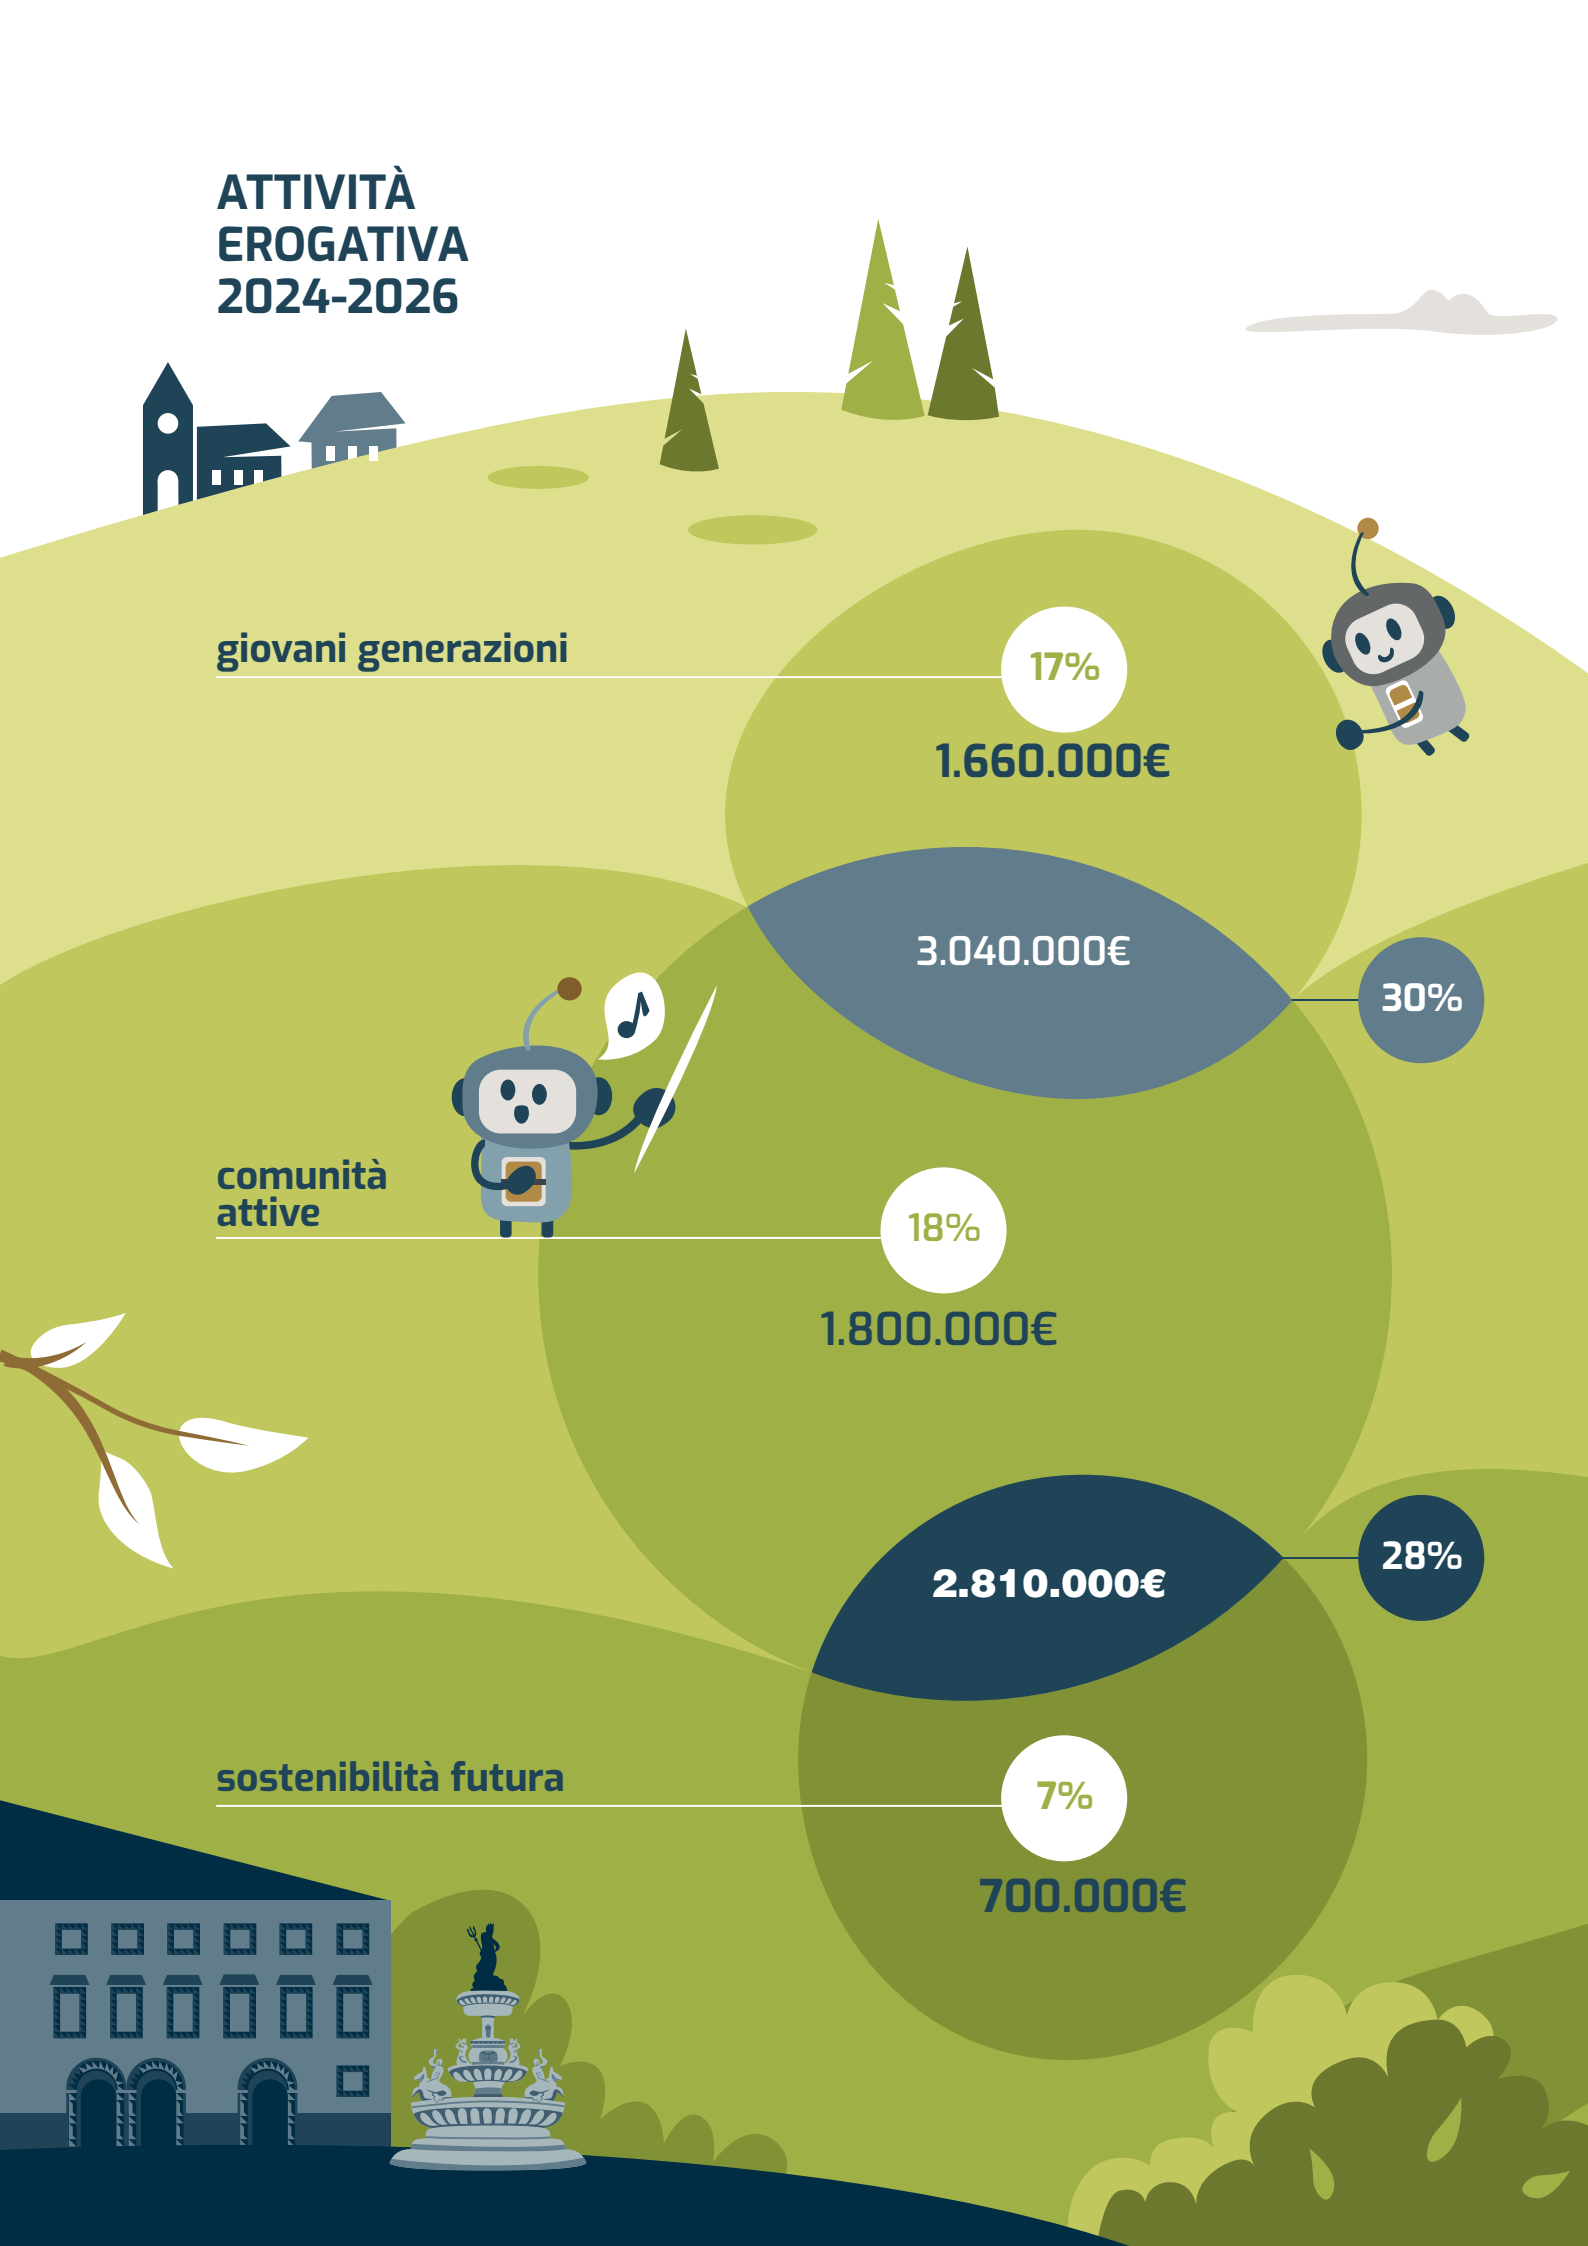 ATTIVITÀ
EROGATIVA
2024-2026
giovani generazioni
17%
1.660.000€
3.040.000€
30%
comunità
attive
18%
1.800.000€
2.810.000€
28%
sostenibilità futura
7%
700.000€